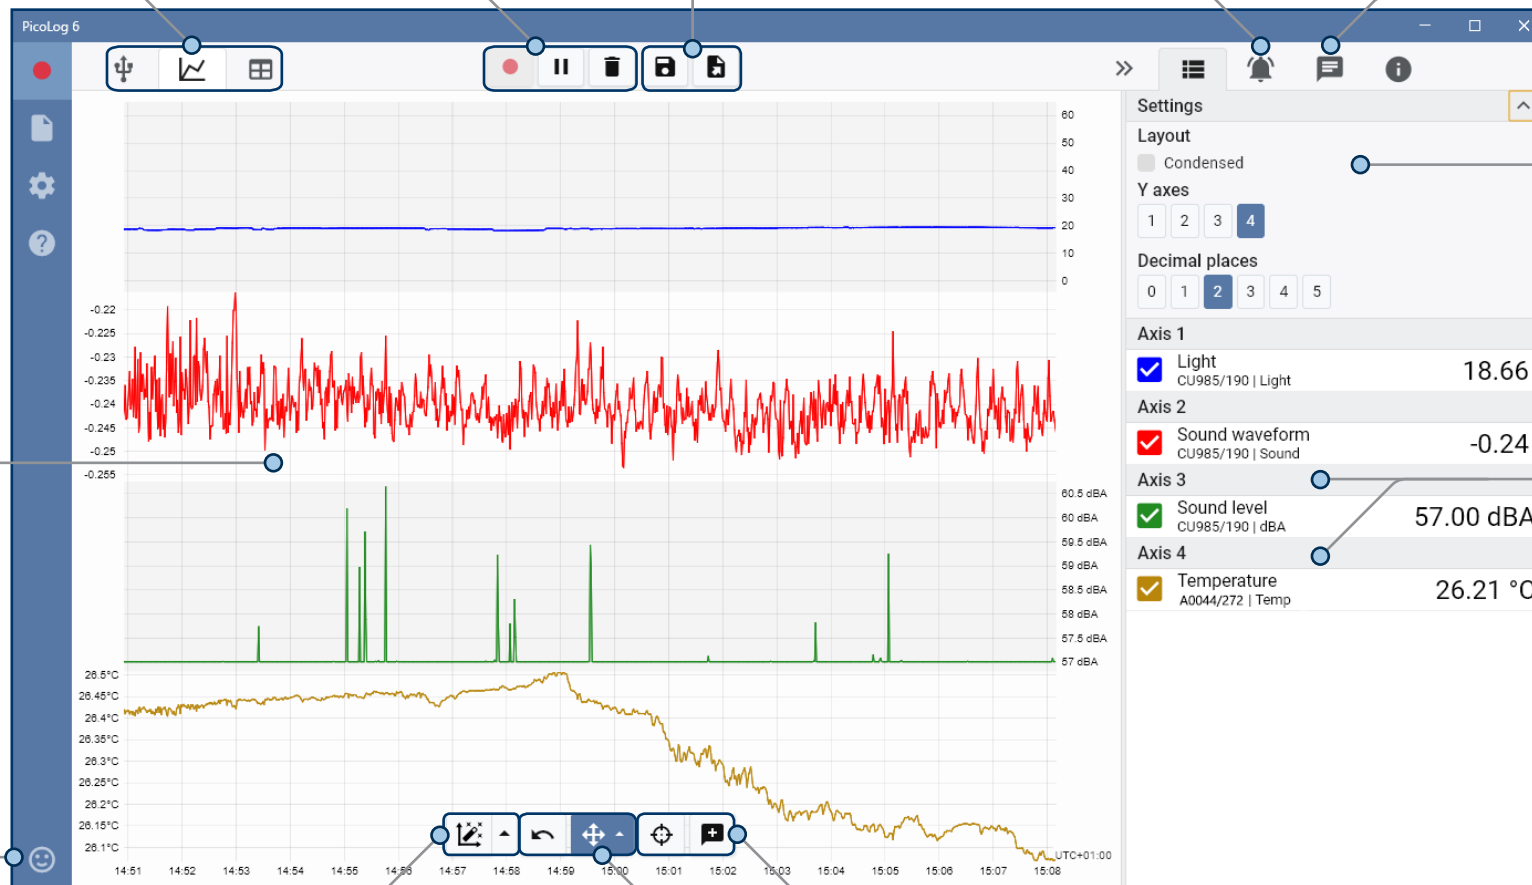 PicoLog 6
60
50
40
30
20
10
0
-0.22
-0.225
-0.23
-0.235
-0.24
-0.245
-0.25
-0.255
60.5 dBA
60 dBA
59.5 dBA
59 dBA
58.5 dBA
58 dBA
57.5 dBA
57 dBA
26.5°C
26.45°C
26.4°C
26.35°C
26.3°C
26.25°C
26.2°C
26.15°C
26.1°C
UTC+01:00
14:51 14:52 14:53 14:54 14:55 14:56 14:57 14:58 14:59 15:00 15:01 15:02 15:03 15:04 15:05 15:06 15:07 15:08
Settings
Layout
Condensed
Y axes
1 2 3 4
Decimal places
0 1 2 3 4 5
Axis 1
Light 18.66
CU985/190 | Light
Axis 2
Sound waveform -0.24
CU985/190 | Sound
Axis 3
Sound level 57.00 dBA
CU985/190 | dBA
Axis 4
Temperature 26.21 °C
A0044/272 | Temp